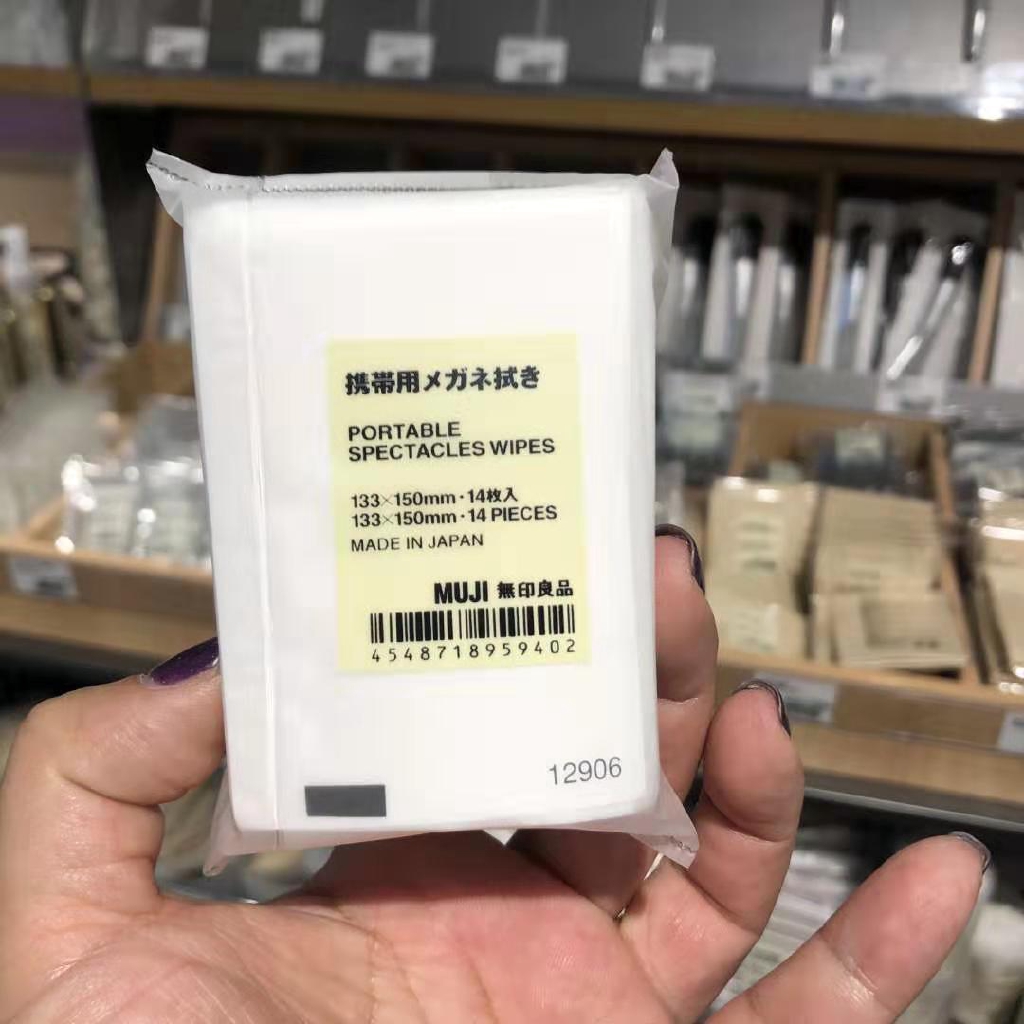 携帯用メガネ拭き
PORTABLE
SPECTACLES WIPES
133×150mm・14枚入
133×150mm・14 PIECES
MADE IN JAPAN
MUJI 無印良品
4548718959402
12906